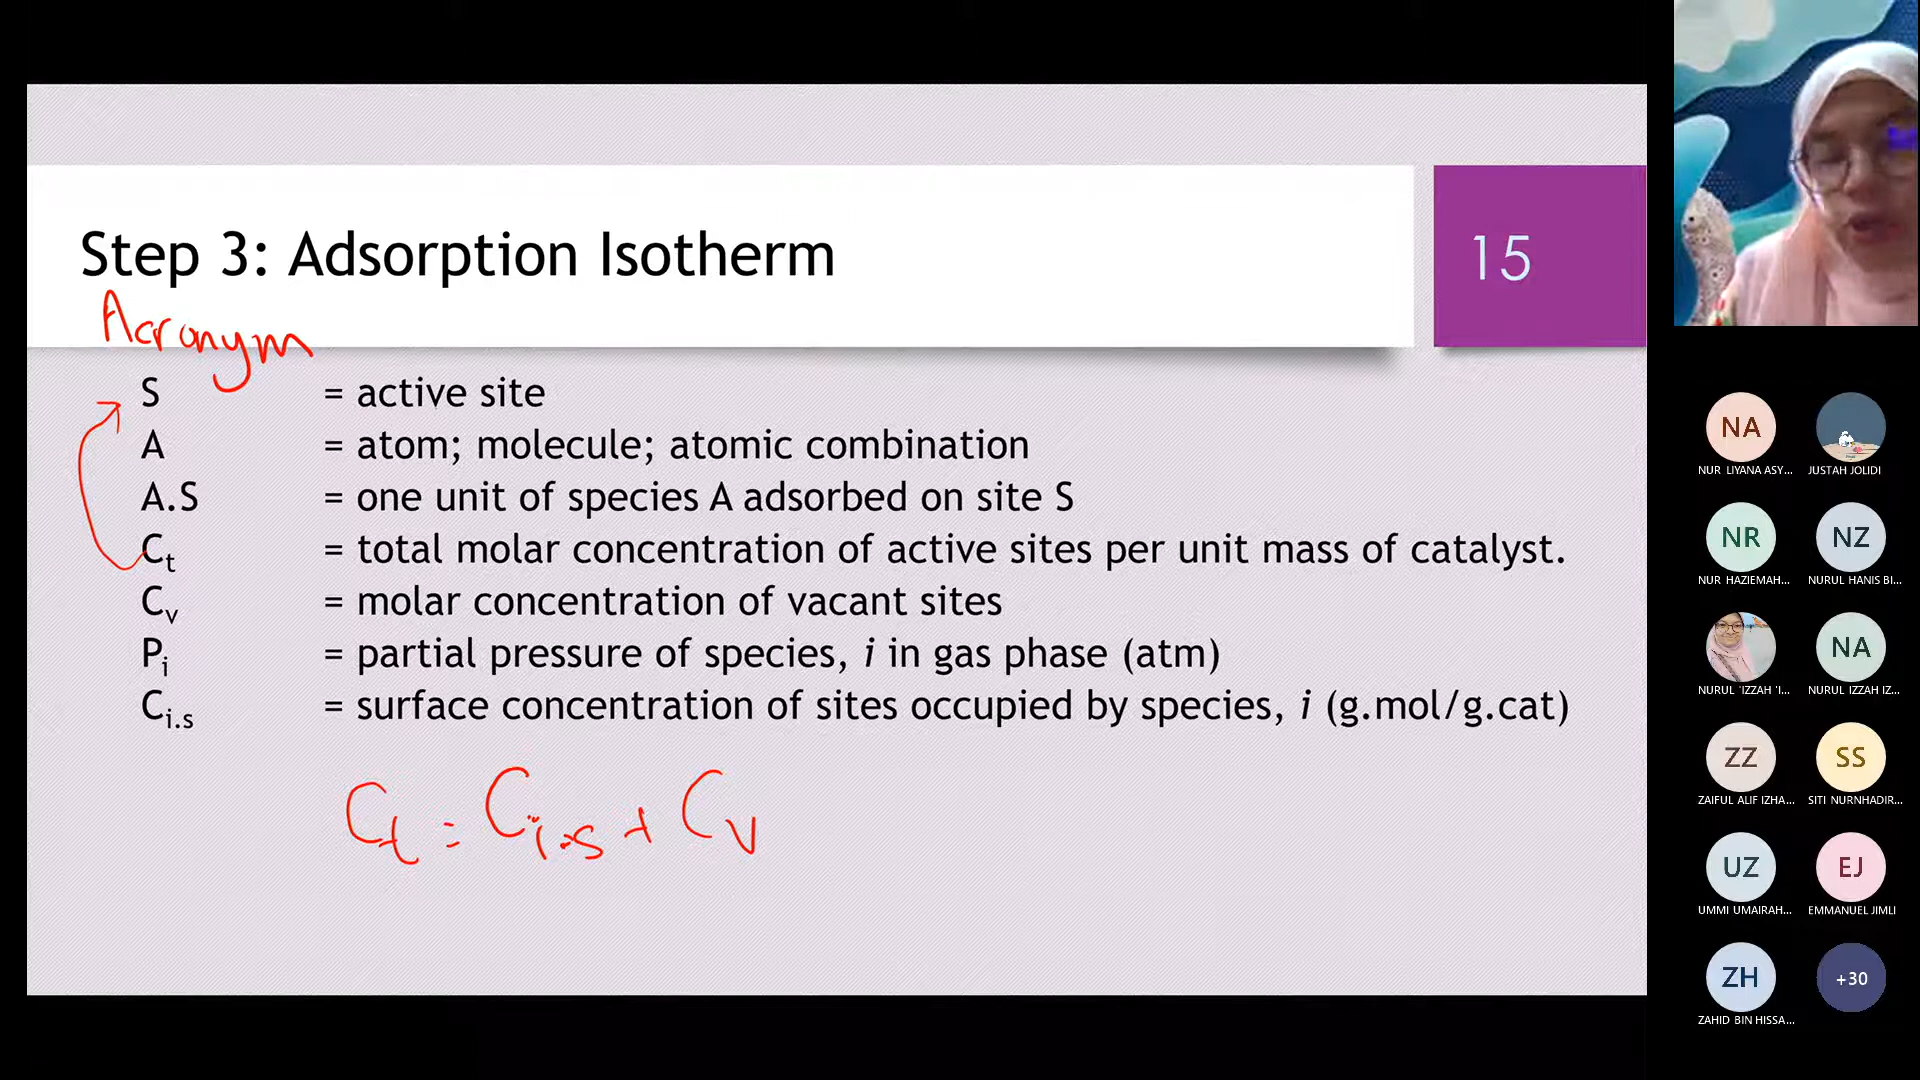 Step 3: Adsorption Isotherm
15
Acronym
S = active site
A = atom; molecule; atomic combination
A.S = one unit of species A adsorbed on site S
Ct = total molar concentration of active sites per unit mass of catalyst.
Cv = molar concentration of vacant sites
Pi = partial pressure of species, i in gas phase (atm)
Ci.s = surface concentration of sites occupied by species, i (g.mol/g.cat)
Ct = Ci.s + Cv
NA
NUR LIYANA ASY...
JUSTAH JOLIDI
NR
NUR HAZIEMAH...
NZ
NURUL HANIS BI...
NURUL 'IZZAH 'I...
NA
NURUL IZZAH IZ...
ZZ
ZAIFUL ALIF IZHA...
SS
SITI NURNHADIR...
UZ
UMMI UMAIRAH...
EJ
EMMANUEL JIMLI
ZH
ZAHID BIN HISSA...
+30